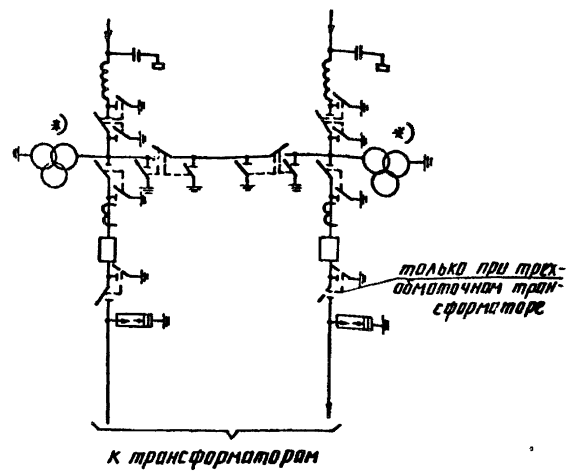 *)
*)
только при трех-
обмоточном тран-
сформаторе
к трансформаторам